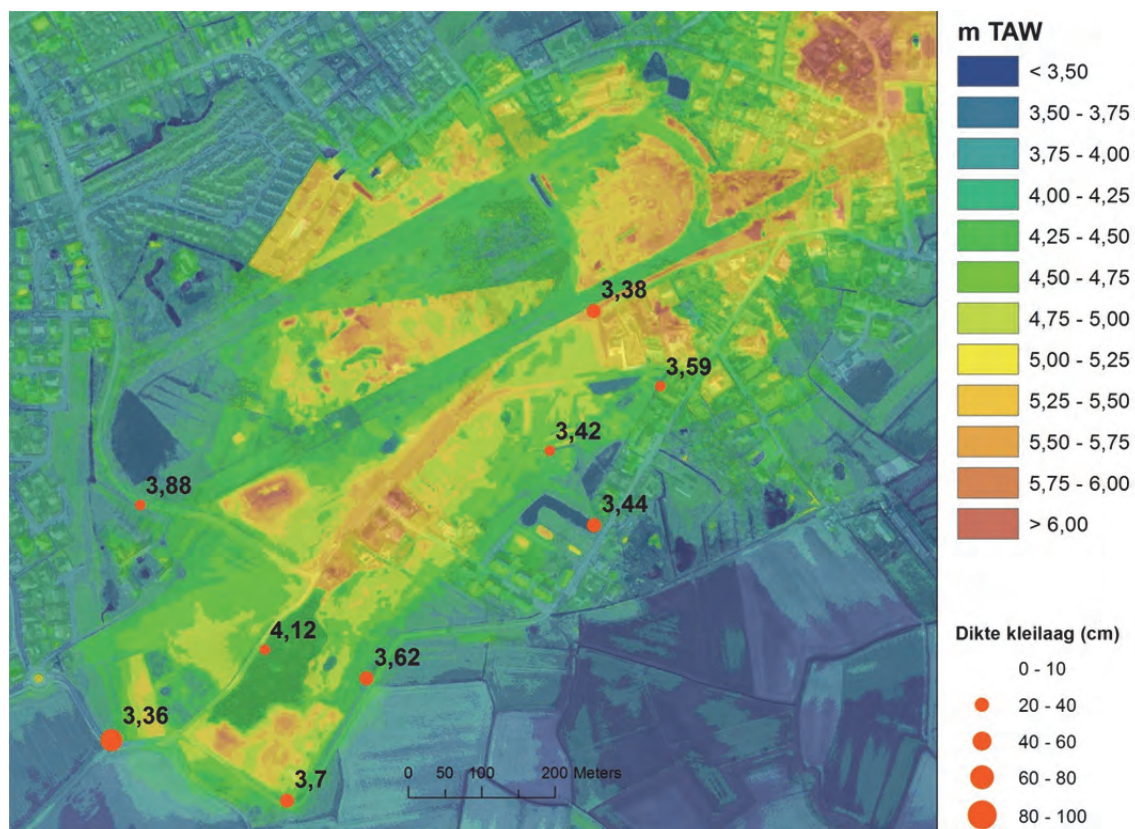 m TAW
< 3,50
3,50 - 3,75
3,75 - 4,00
4,00 - 4,25
4,25 - 4,50
4,50 - 4,75
4,75 - 5,00
5,00 - 5,25
5,25 - 5,50
5,50 - 5,75
5,75 - 6,00
> 6,00
3,38
3,59
3,42
3,88
3,44
4,12
3,62
3,36
3,7
0 50 100 200 Meters
Dikte kleilaag (cm)
0 - 10
20 - 40
40 - 60
60 - 80
80 - 100